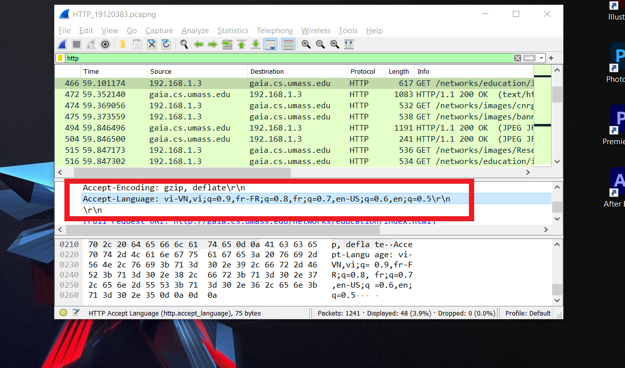 HTTP_19120383.pcapng
File Edit View Go Capture Analyze Statistics Telephony Wireless Tools Help
http
Time Source Destination Protocol Length Info
466 59.101174 192.168.1.3 gaia.cs.umass.edu HTTP 617 GET /networks/education/i
472 59.352140 gaia.cs.umass.edu 192.168.1.3 HTTP 1083 HTTP/1.1 200 OK (text/ht
474 59.369056 192.168.1.3 gaia.cs.umass.edu HTTP 532 GET /networks/images/cnrp
475 59.373559 192.168.1.3 gaia.cs.umass.edu HTTP 538 GET /networks/images/bann
493 59.846496 gaia.cs.umass.edu 192.168.1.3 HTTP 1191 HTTP/1.1 200 OK (JPEG J
504 59.846500 gaia.cs.umass.edu 192.168.1.3 HTTP 241 HTTP/1.1 200 OK (JPEG JF
515 59.847173 192.168.1.3 gaia.cs.umass.edu HTTP 536 GET /networks/images/Rese
516 59.847302 192.168.1.3 gaia.cs.umass.edu HTTP 534 GET /networks/education/i
Accept-Encoding: gzip, deflate\r\n
Accept-Language: vi-VN,vi;q=0.9,fr-FR;q=0.8,fr;q=0.7,en-US;q=0.6,en;q=0.5\r\n
\r\n
[Full request URI: http://gaia.cs.umass.edu/networks/education/index.html]
0210 70 2c 20 64 65 66 6c 61 74 65 0d 0a 41 63 63 65 p, defla te··Acce
0220 70 74 2d 4c 61 6e 67 75 61 67 65 3a 20 76 69 2d pt-Langu age: vi-
0230 56 4e 2c 76 69 3b 71 3d 30 2e 39 2c 66 72 2d 46 VN,vi;q= 0.9,fr-F
0240 52 3b 71 3d 30 2e 38 2c 66 72 3b 71 3d 30 2e 37 R;q=0.8, fr;q=0.7
0250 2c 65 6e 2d 55 53 3b 71 3d 30 2e 36 2c 65 6e 3b ,en-US;q =0.6,en;
0260 71 3d 30 2e 35 0d 0a 0d 0a q=0.5··· ·
HTTP Accept Language (http.accept_language), 75 bytes Packets: 1241 · Displayed: 48 (3.9%) · Dropped: 0 (0.0%) Profile: Default
Illust
Photo
Premie
After E